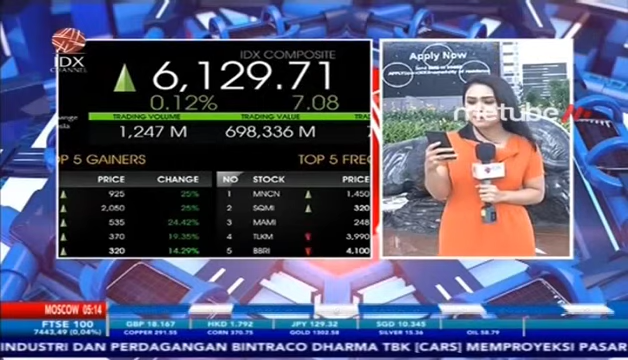 IDX
CHANNEL
IDX COMPOSITE
6,129.71
0.12% 7.08
TRADING VOLUME TRADING VALUE
1,247 M 698,336 M
OP 5 GAINERS
PRICE CHANGE
925 25%
2,050 25%
535 24.42%
370 19.35%
320 14.29%
TOP 5 FREQ
NO STOCK PRICE
1 MNCN 1,450
2 SQMI 320
3 MAMI 248
4 TLKM 3,990
5 BBRI 4,100
Apply Now
metube
MOSCOW 05:14
FTSE 100
7443.49 (0,04%)
GBP 18.167 HKD 1.792 JPY 129.32 SGD 10.345
COPPER 291.55 CORN 370.75 SILVER 15.36 OIL 58.79
INDUSTRI DAN PERDAGANGAN BINTRACO DHARMA TBK [CARS] MEMPROYEKSI PASAR